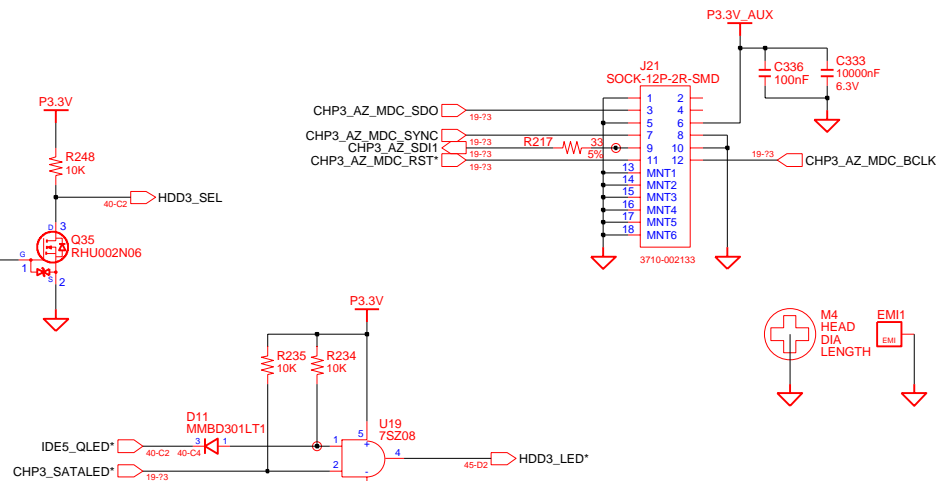 P3.3V_AUX
C336
100nF
C333
10000nF
6.3V
J21
SOCK-12P-2R-SMD
1 2
3 4
5 6
7 8
9 10
11 12
13 MNT1
14 MNT2
15 MNT3
16 MNT4
17 MNT5
18 MNT6
3710-002133
CHP3_AZ_MDC_SDO
19-?3
CHP3_AZ_MDC_SYNC
19-?3
CHP3_AZ_SDI1
19-?3
R217 33
5%
CHP3_AZ_MDC_RST*
19-?3
19-?3
CHP3_AZ_MDC_BCLK
P3.3V
R248
10K
40-C2
HDD3_SEL
D 3
Q35
RHU002N06
G
1
S
2
P3.3V
R235
10K
R234
10K
D11
MMBD301LT1
3 1
IDE5_QLED*
40-C2
40-C4
CHP3_SATALED*
19-?3
U19
7SZ08
5
+
1
2
-
4
45-D2
HDD3_LED*
M4
HEAD
DIA
LENGTH
EMI1
EMI